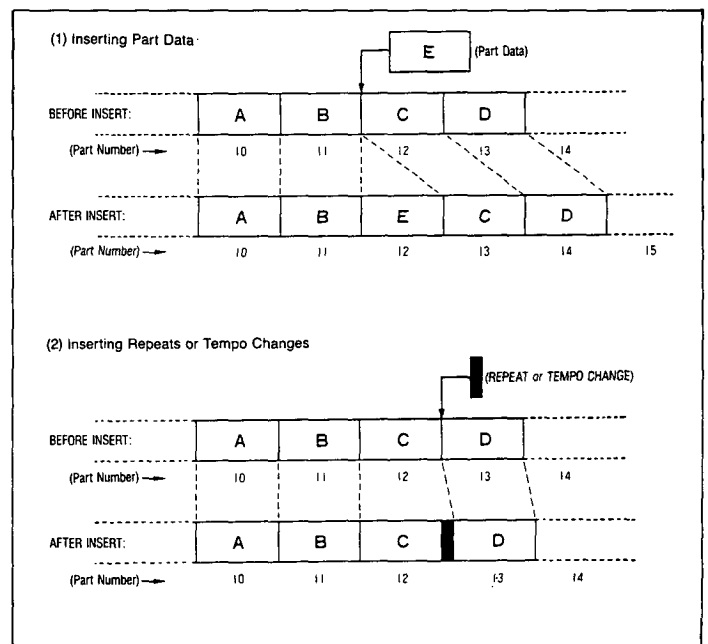 (1) Inserting Part Data
E (Part Data)
BEFORE INSERT: A B C D
(Part Number) → 10 11 12 13 14
AFTER INSERT: A B E C D
(Part Number) → 10 11 12 13 14 15
(2) Inserting Repeats or Tempo Changes
(REPEAT or TEMPO CHANGE)
BEFORE INSERT: A B C D
(Part Number) → 10 11 12 13 14
AFTER INSERT: A B C D
(Part Number) → 10 11 12 13 14